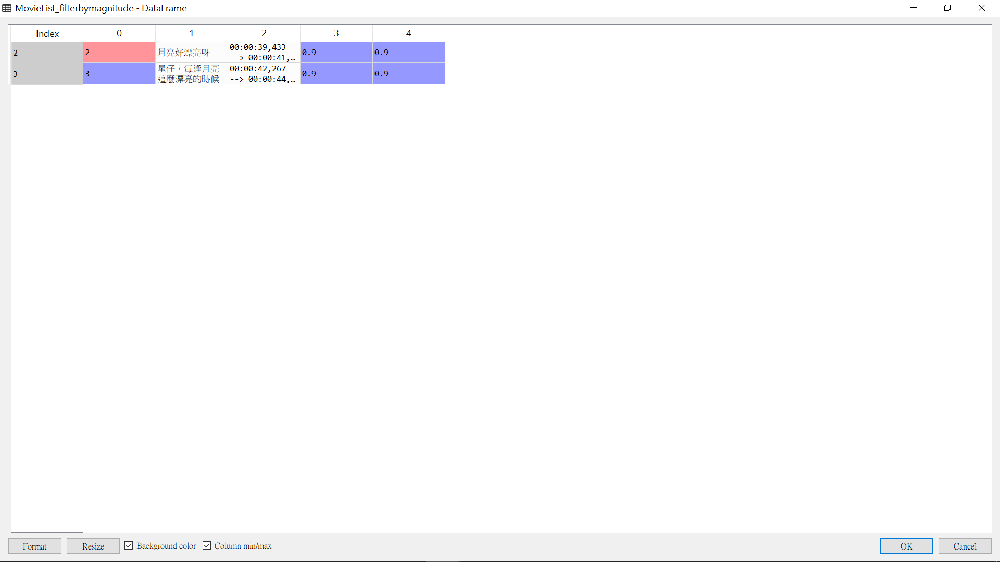 MovieList_filterbymagnitude - DataFrame
Index 0 1 2 3 4
2 2 月亮好漂亮呀 00:00:39,433 --> 00:00:41,… 0.9 0.9
3 3 星仔，每逢月亮這麼漂亮的時候 00:00:42,267 --> 00:00:44,… 0.9 0.9
Format Resize Background color Column min/max OK Cancel